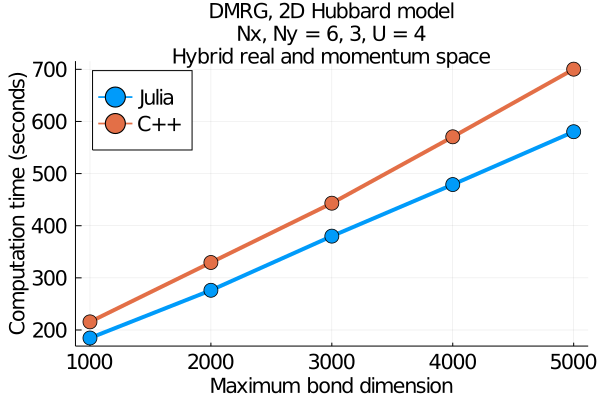 DMRG, 2D Hubbard model
Nx, Ny = 6, 3, U = 4
Hybrid real and momentum space
Julia
C++
Computation time (seconds)
700
600
500
400
300
200
1000 2000 3000 4000 5000
Maximum bond dimension